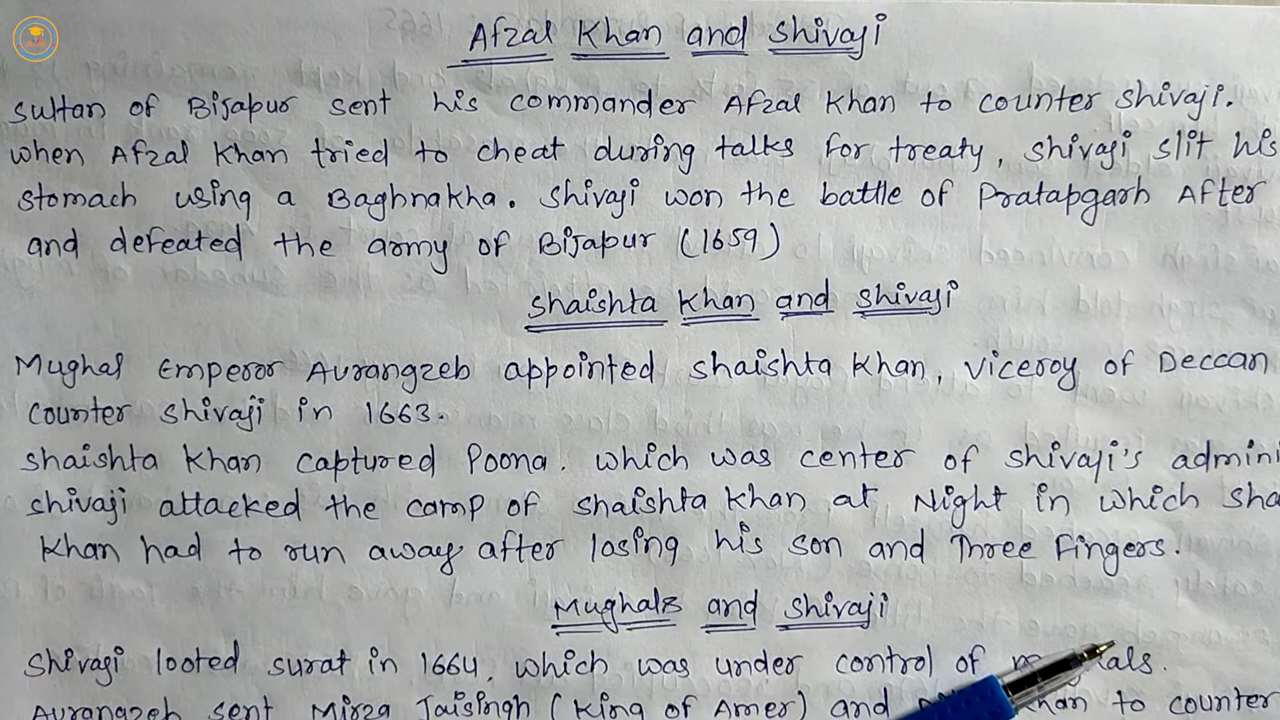 Afzal Khan and Shivaji
Sultan of Bijapur sent his commander Afzal Khan to counter Shivaji.
When Afzal Khan tried to cheat during talks for treaty, Shivaji slit his
stomach using a Baghnakha. Shivaji won the battle of Pratapgarh After
and defeated the army of Bijapur (1659)
Shaishta Khan and Shivaji
Mughal Emperor Aurangzeb appointed Shaishta Khan, viceroy of Deccan
counter Shivaji in 1663.
Shaishta Khan captured Poona. Which was center of Shivaji's admini
Shivaji attacked the camp of Shaishta Khan at Night in which Sha
Khan had to run away after losing his son and Three Fingers.
Mughals and Shivaji
Shivaji looted Surat in 1664, which was under control of
Aurangzeb sent Mirza Jaisingh (King of Amer) and Khan to counter